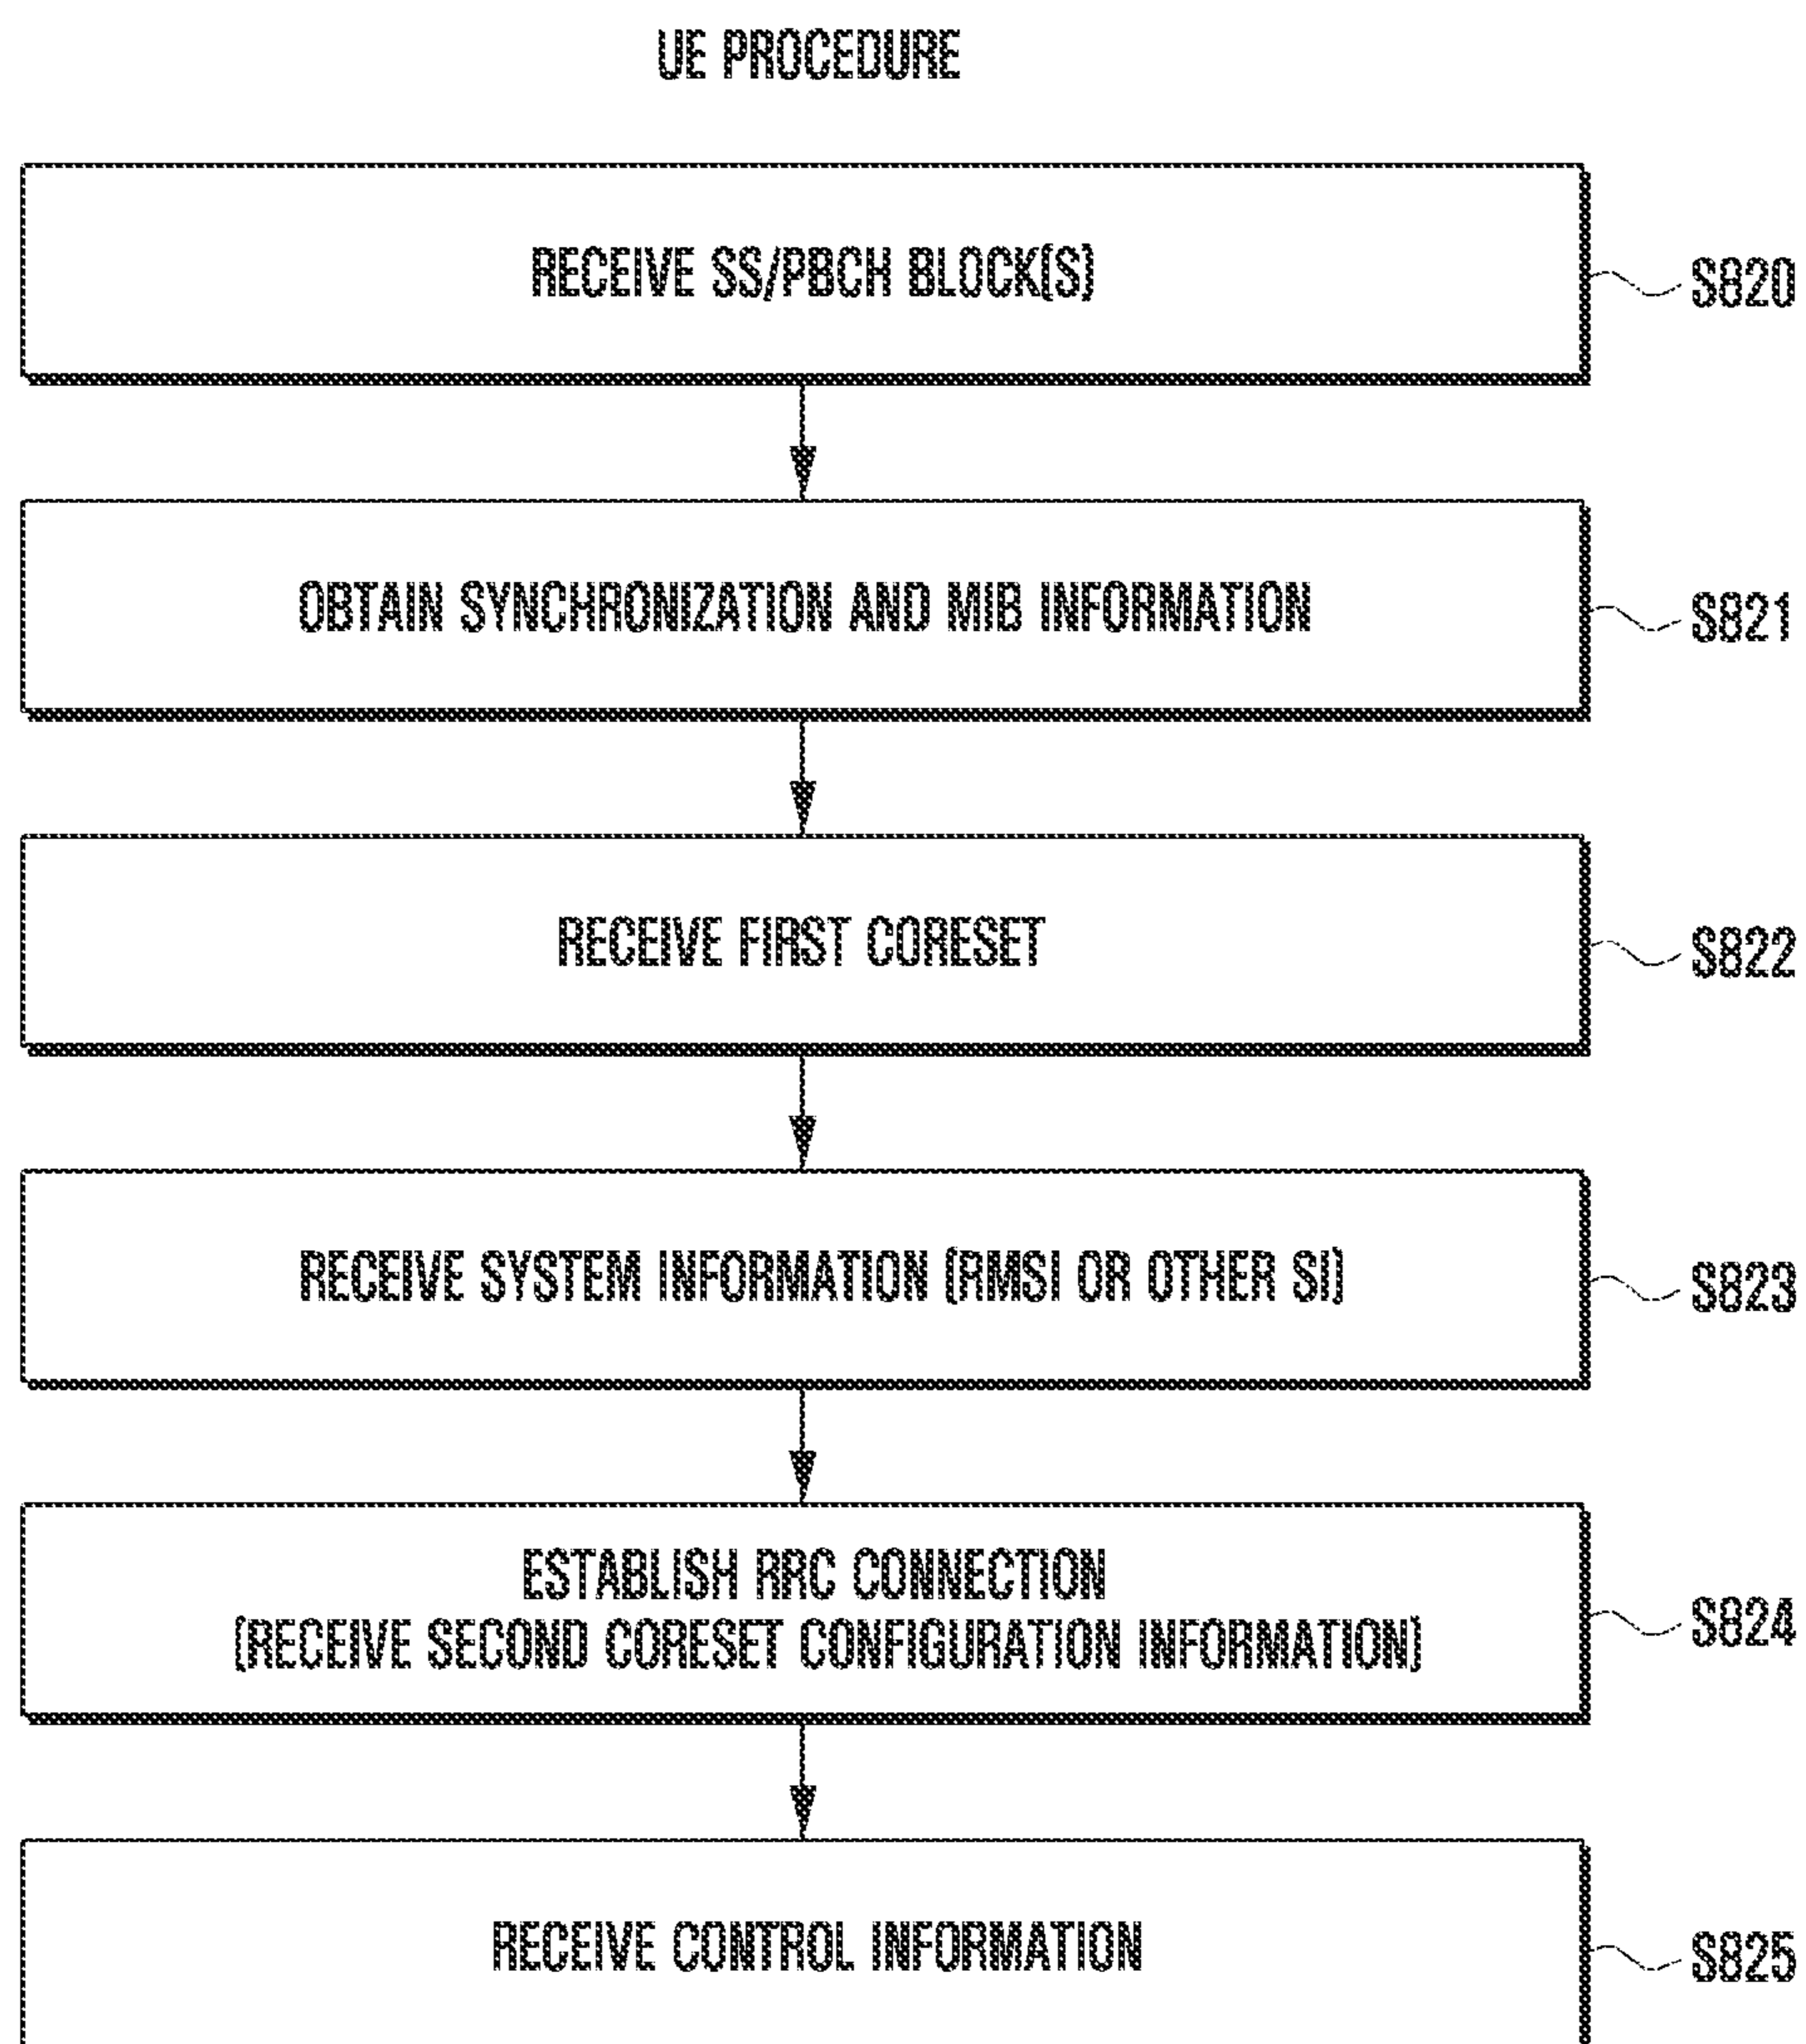 UE PROCEDURE
RECEIVE SS/PBCH BLOCK(S)
S820
OBTAIN SYNCHRONIZATION AND MIB INFORMATION
S821
RECEIVE FIRST CORESET
S822
RECEIVE SYSTEM INFORMATION (RMSI OR OTHER SI)
S823
ESTABLISH RRC CONNECTION
(RECEIVE SECOND CORESET CONFIGURATION INFORMATION)
S824
RECEIVE CONTROL INFORMATION
S825